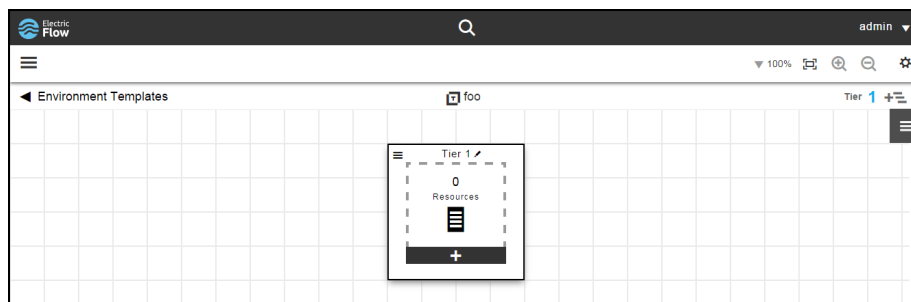 Electric
Flow
admin
100%
Environment Templates
foo
Tier 1
Tier 1
0
Resources